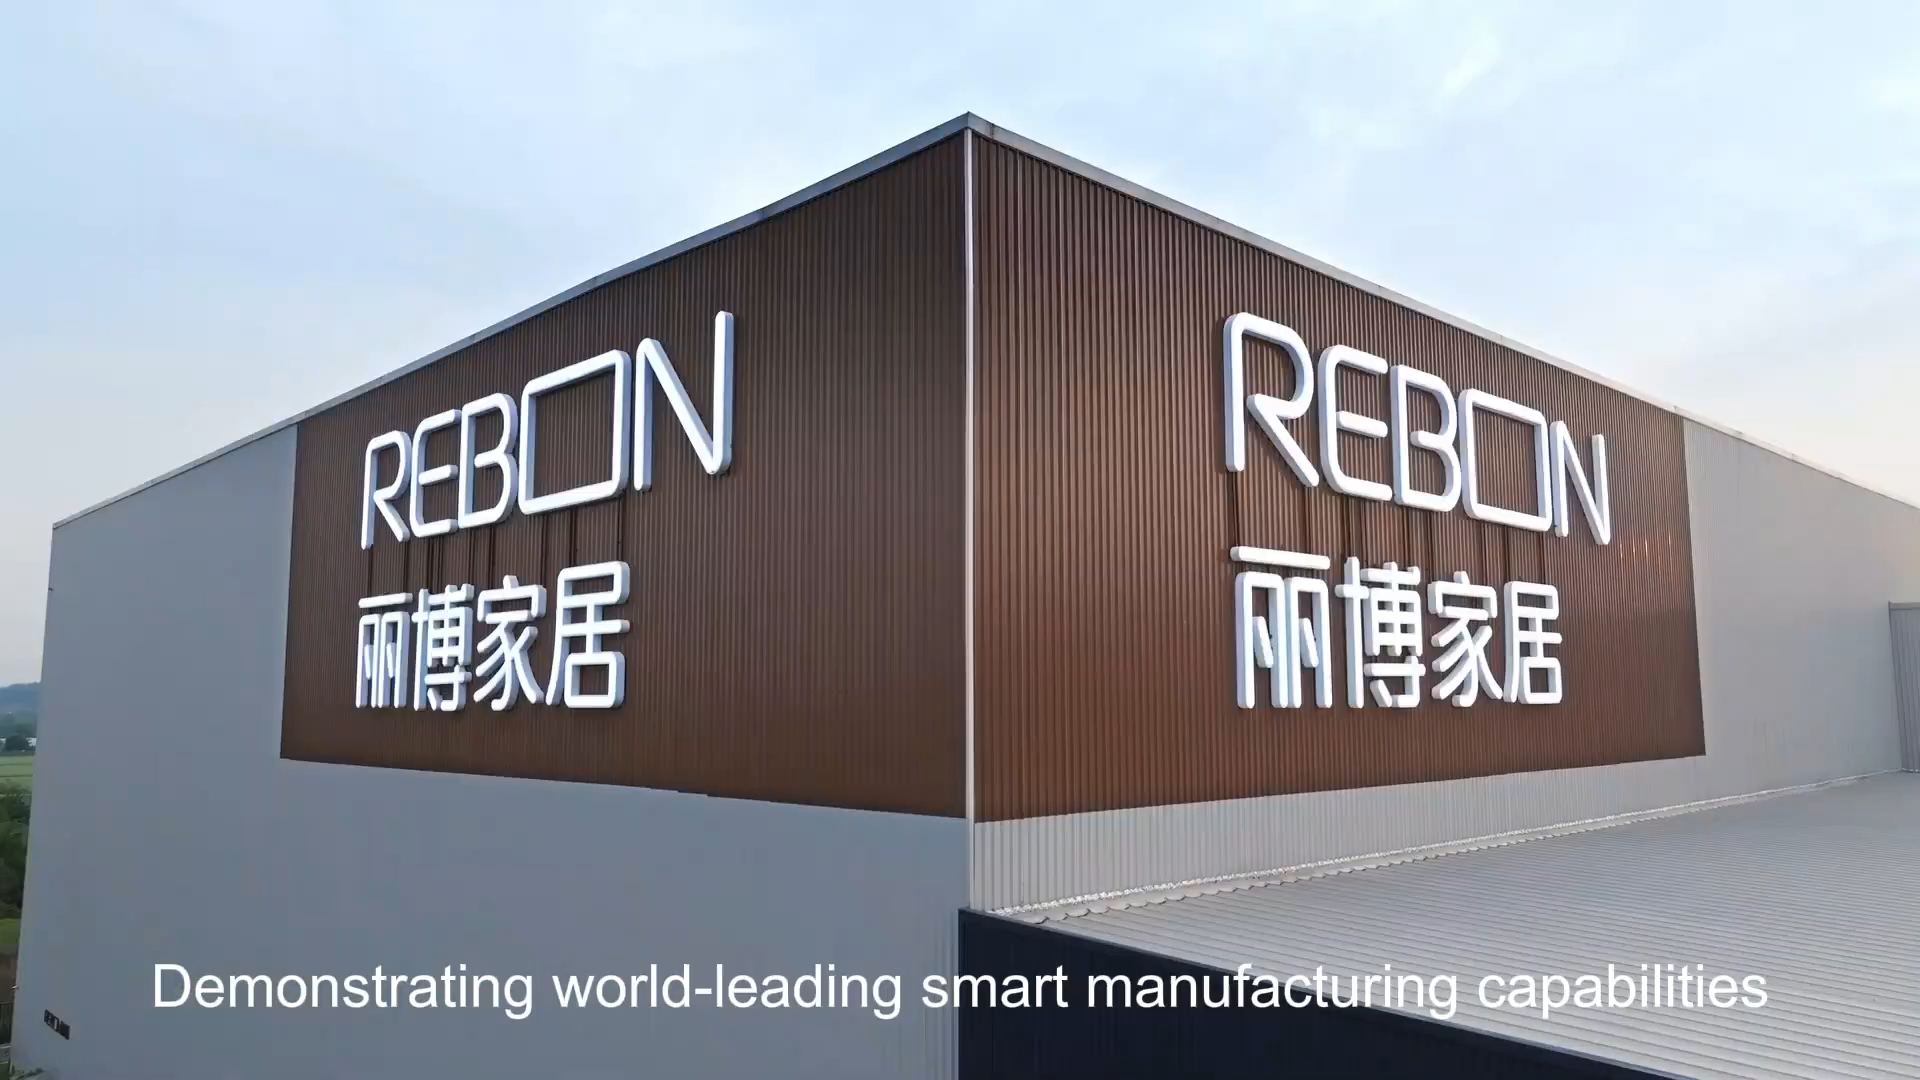 REBON
丽博家居
REBON
丽博家居
Demonstrating world-leading smart manufacturing capabilities